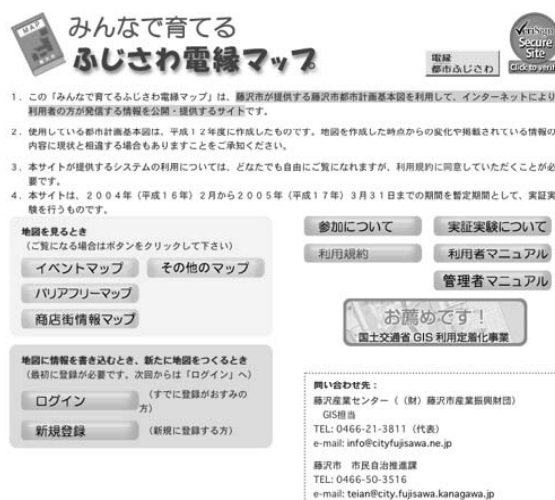 MAP
みんなで育てる
ふじさわ電縁マップ
電縁
都市ふじさわ
VeriSign
Secure
Site
Click to verify
1．この「みんなで育てるふじさわ電縁マップ」は、藤沢市が提供する藤沢市都市計画基本図を利用して、インターネットにより
利用者の方が発信する情報を公開・提供するサイトです。
2．使用している都市計画基本図は、平成１２年度に作成したものです。地図を作成した時点からの変化や掲載されている情報の
内容に現状と相違する場合もありますことをご承知ください。
3．本サイトが提供するシステムの利用については、どなたでも自由にご覧になれますが、利用規約に同意していただくことが必
要です。
4．本サイトは、２００４年（平成１６年）２月から２００５年（平成１７年）３月３１日までの期間を暫定期間として、実証実
験を行うものです。
地図を見るとき
（ご覧になる場合はボタンをクリックして下さい）
イベントマップ その他のマップ
バリアフリーマップ
商店街情報マップ
参加について 実証実験について
利用規約 利用者マニュアル
管理者マニュアル
お薦めです！
国土交通省 GIS 利用定着化事業
地図に情報を書き込むとき、新たに地図をつくるとき
（最初に登録が必要です、次回からは「ログイン」へ）
ログイン （すでに登録がおすみの
方）
新規登録 （新規に登録する方）
問い合わせ先：
藤沢産業センター（（財）藤沢市産業振興財団）
GIS担当
TEL: 0466-21-3811（代表）
e-mail: info@cityfujisawa.ne.jp
藤沢市 市民自治推進課
TEL: 0466-50-3516
e-mail: teian@city.fujisawa.kanagawa.jp